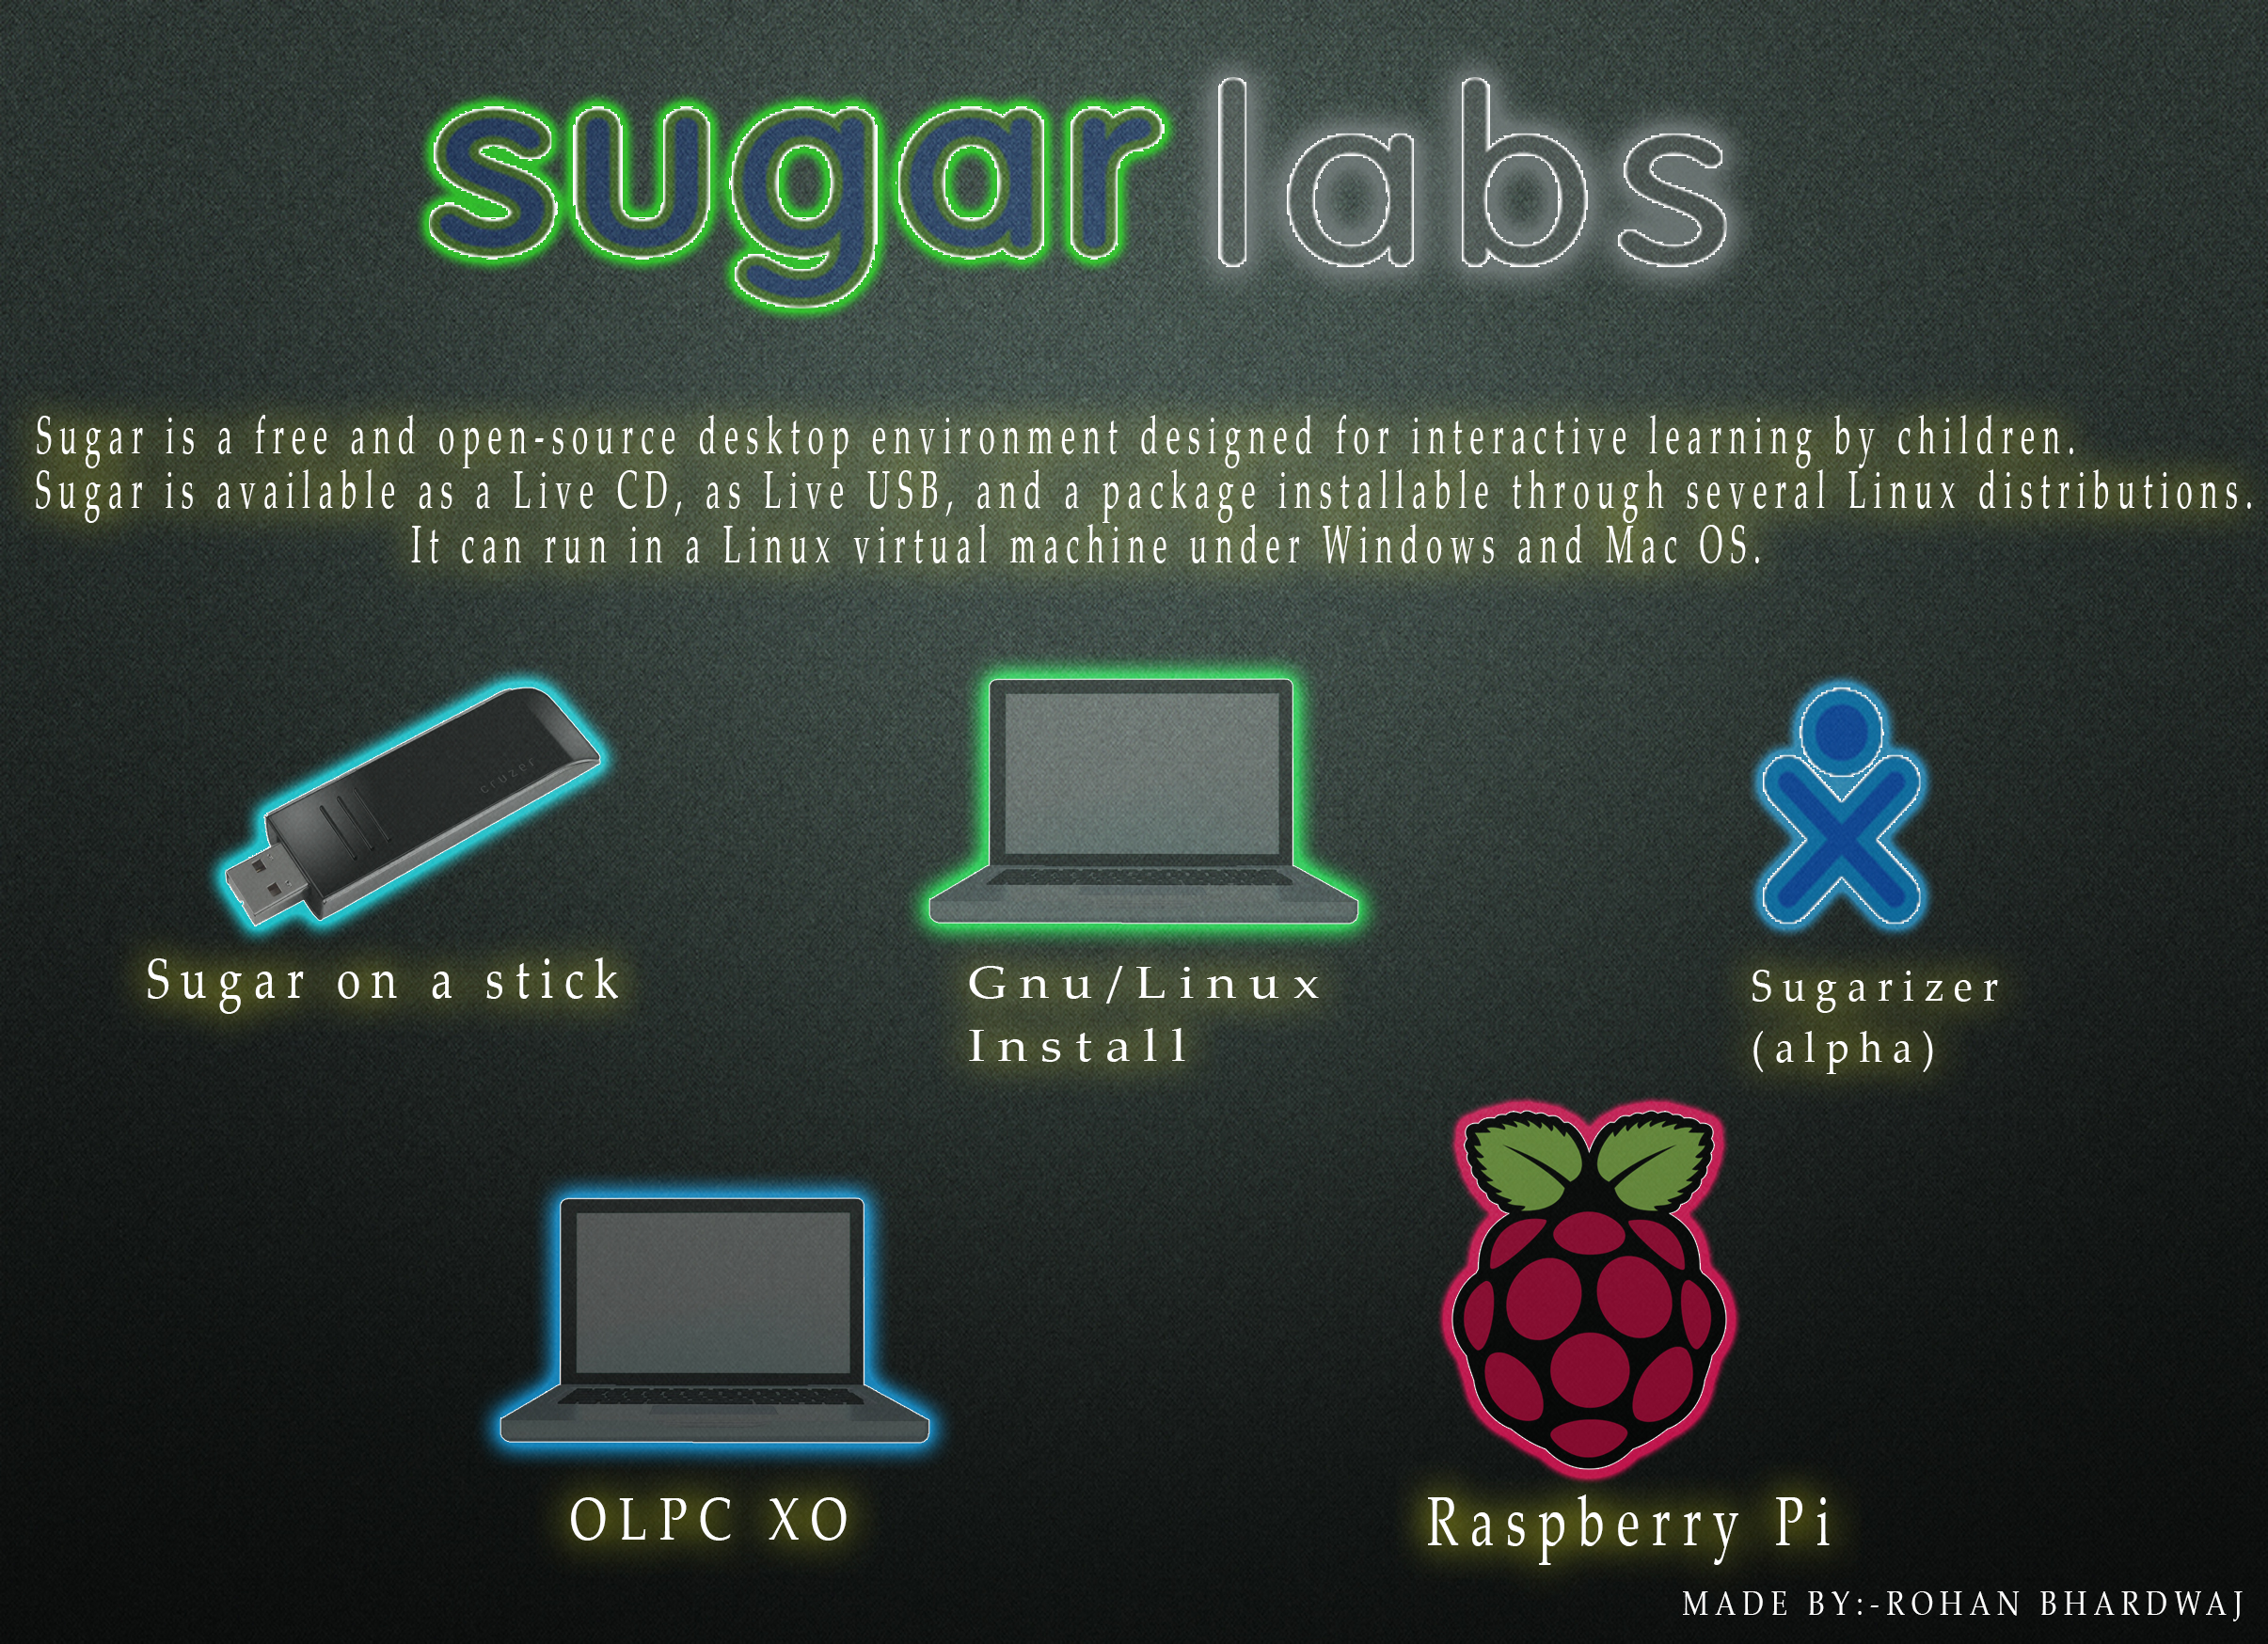 sugar labs
Sugar is a free and open-source desktop environment designed for interactive learning by children.
Sugar is available as a Live CD, as Live USB, and a package installable through several Linux distributions.
It can run in a Linux virtual machine under Windows and Mac OS.
cruzer
Sugar on a stick
Gnu/Linux
Install
Sugarizer
(alpha)
OLPC XO
Raspberry Pi
MADE BY:-ROHAN BHARDWAJ